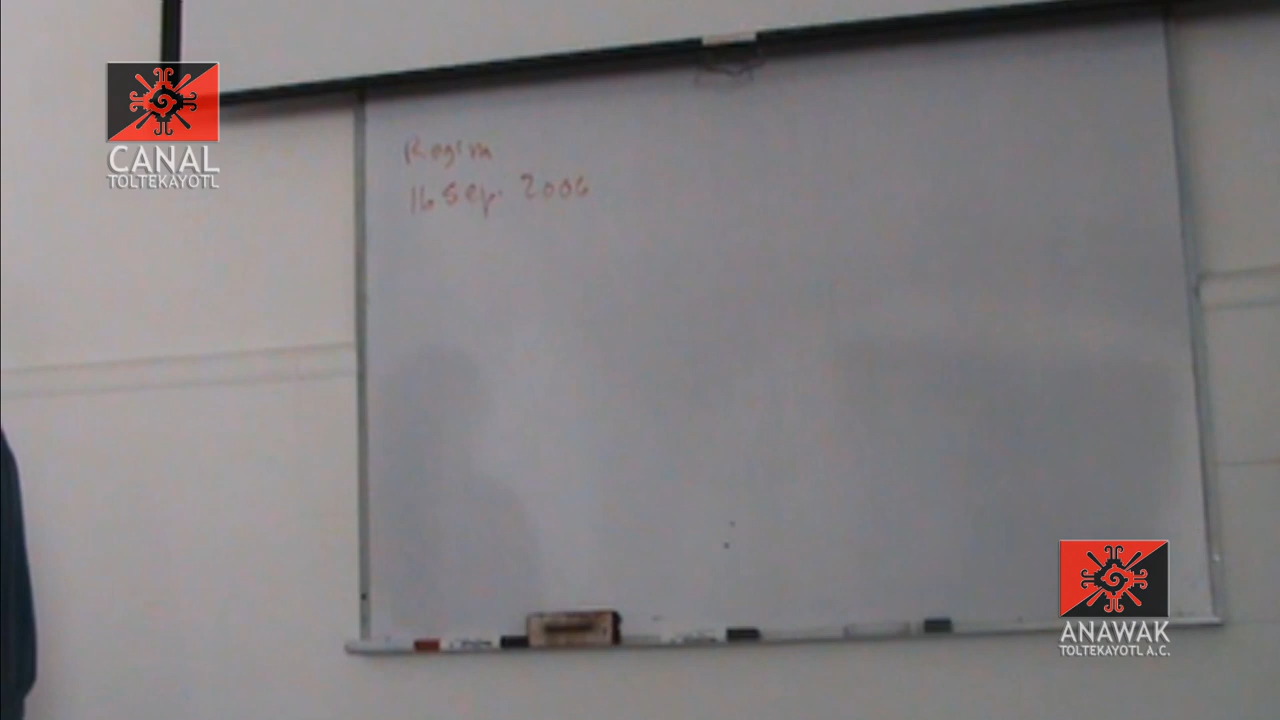 CANAL
TOLTEKAYOTL
Regina
16 Sep. 2006
ANAWAK
TOLTEKAYOTL A.C.